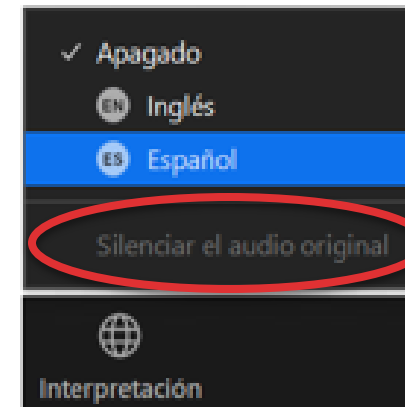 ✓ Apagado
EN Inglés
ES Español
Silenciar el audio original
Interpretación